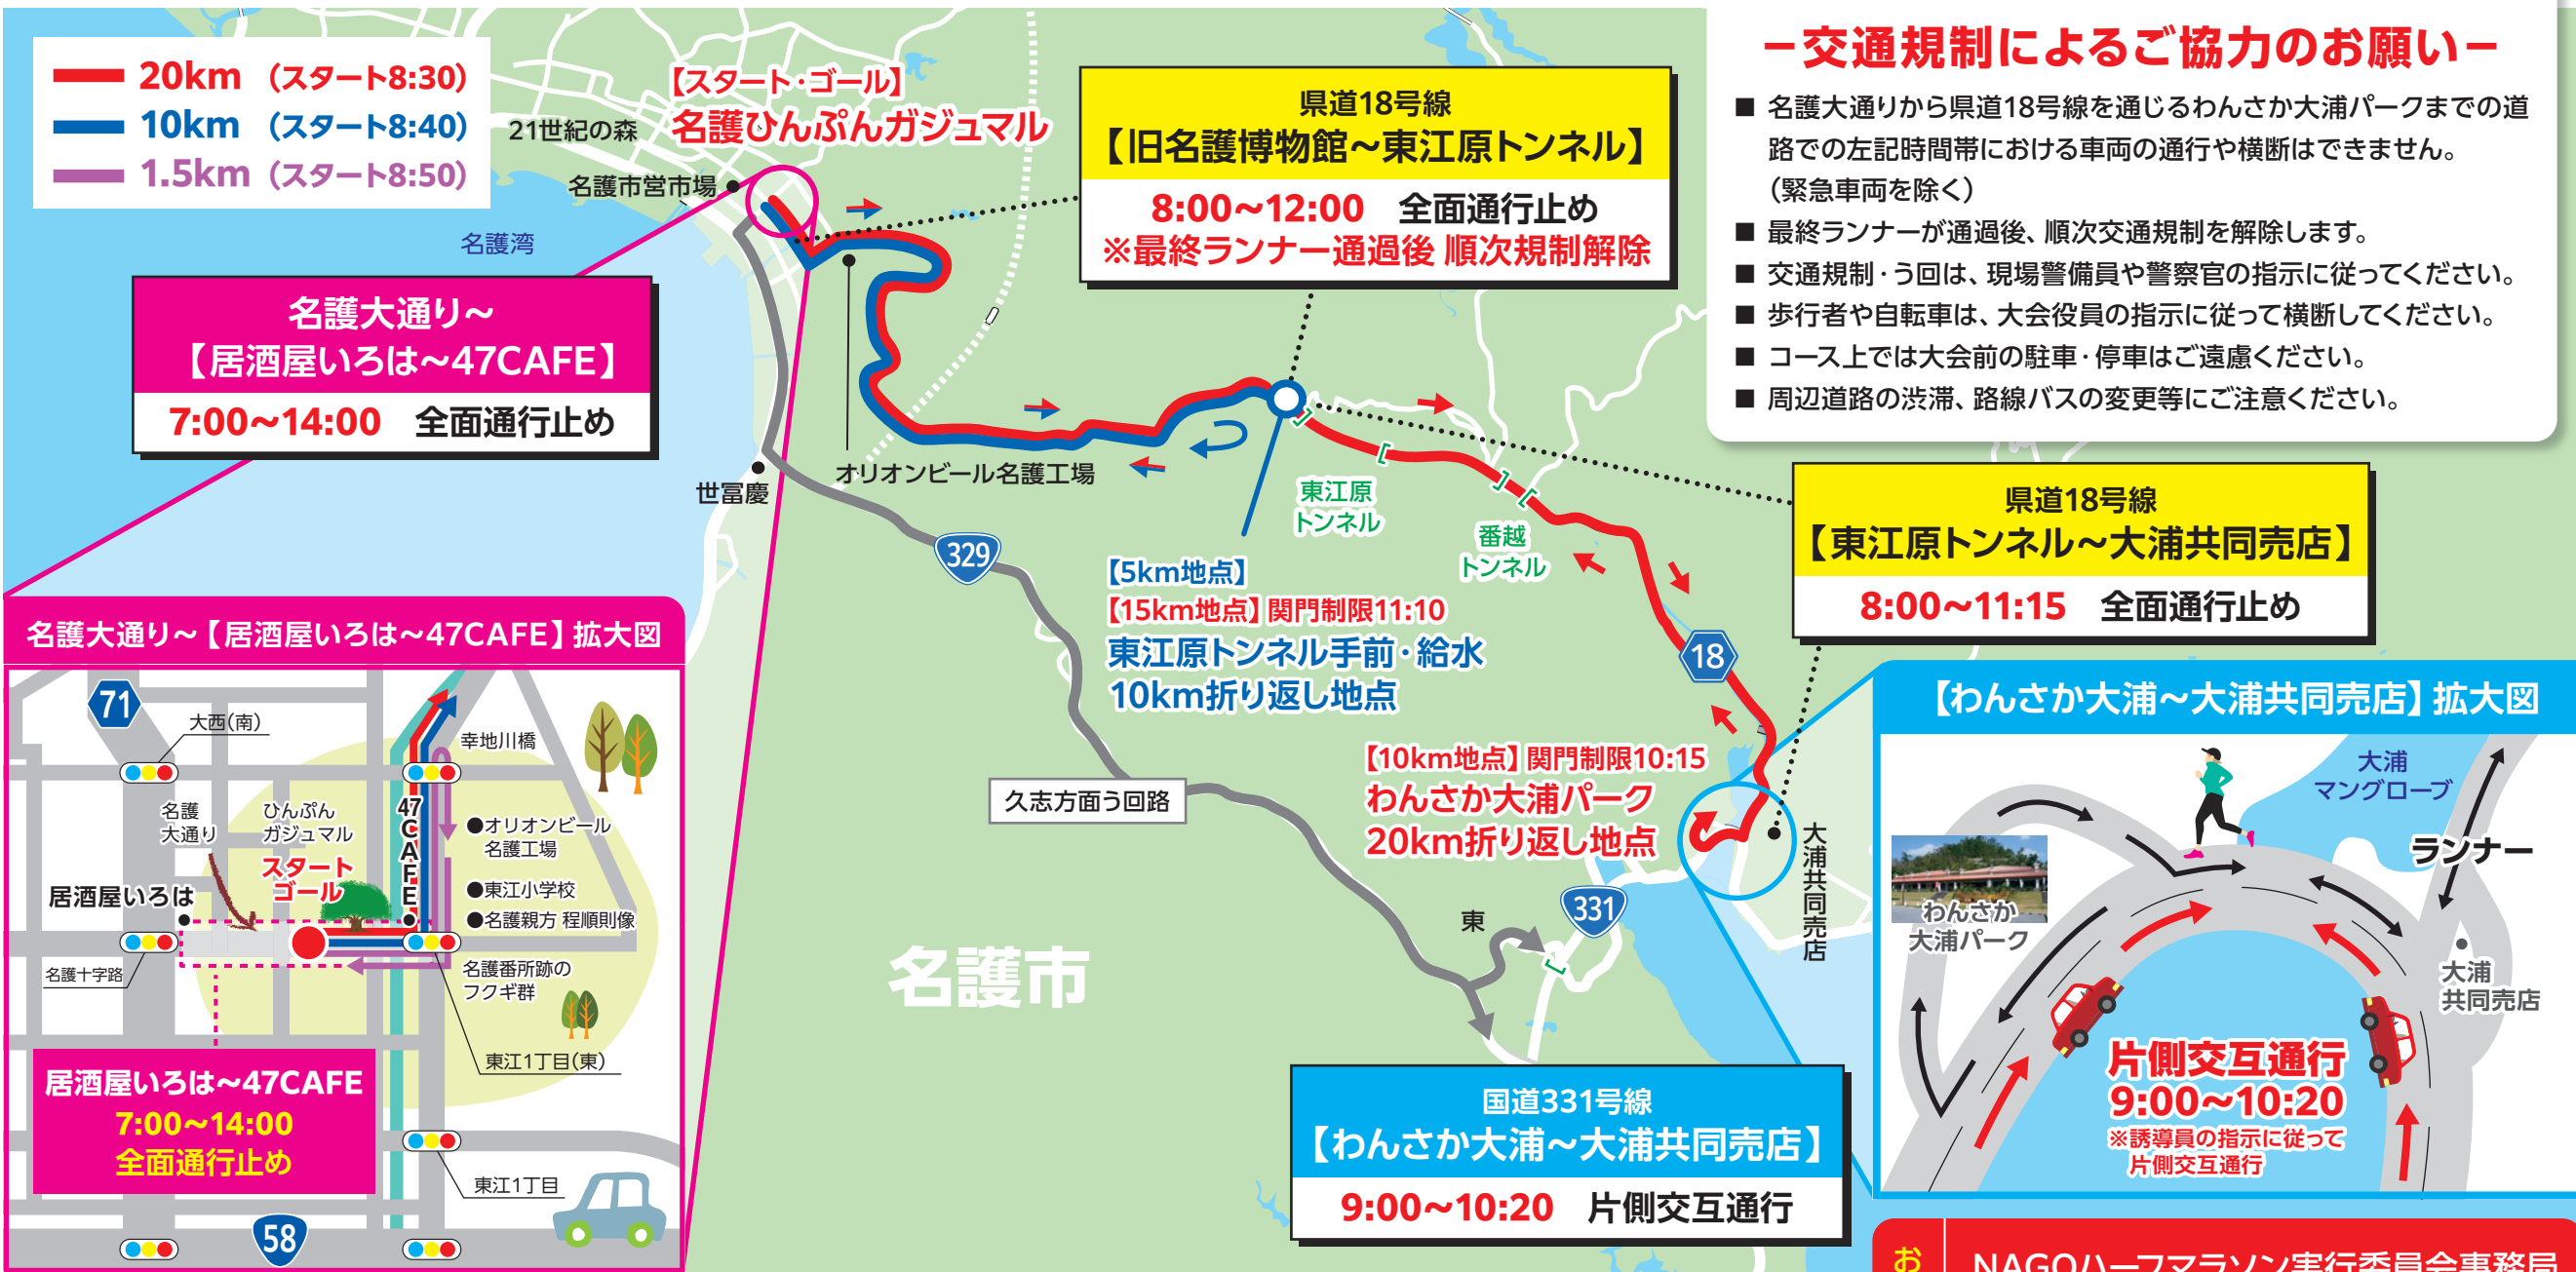 20km (スタート8:30)
10km (スタート8:40)
1.5km (スタート8:50)
【スタート・ゴール】
名護ひんぷんガジュマル
21世紀の森
名護市営市場
名護湾
県道18号線
【旧名護博物館～東江原トンネル】
8:00～12:00 全面通行止め
※最終ランナー通過後 順次規制解除
－交通規制によるご協力のお願い－
■ 名護大通りから県道18号線を通じるわんさか大浦パークまでの道
路での左記時間帯における車両の通行や横断はできません。
(緊急車両を除く)
■ 最終ランナーが通過後、順次交通規制を解除します。
■ 交通規制・う回は、現場警備員や警察官の指示に従ってください。
■ 歩行者や自転車は、大会役員の指示に従って横断してください。
■ コース上では大会前の駐車・停車はご遠慮ください。
■ 周辺道路の渋滞、路線バスの変更等にご注意ください。
名護大通り～
【居酒屋いろは～47CAFE】
7:00～14:00 全面通行止め
世冨慶
オリオンビール名護工場
329
東江原
トンネル
番越
トンネル
県道18号線
【東江原トンネル～大浦共同売店】
8:00～11:15 全面通行止め
【5km地点】
【15km地点】関門制限11:10
東江原トンネル手前・給水
10km折り返し地点
18
【10km地点】関門制限10:15
わんさか大浦パーク
20km折り返し地点
久志方面う回路
大浦共同売店
331
東
名護市
国道331号線
【わんさか大浦～大浦共同売店】
9:00～10:20 片側交互通行
名護大通り～【居酒屋いろは～47CAFE】拡大図
71
大西(南)
幸地川橋
名護
大通り
ひんぷん
ガジュマル
スタート
ゴール
47CAFE
●オリオンビール
名護工場
●東江小学校
●名護親方 程順則像
居酒屋いろは
名護十字路
名護番所跡の
フクギ群
東江1丁目(東)
居酒屋いろは～47CAFE
7:00～14:00
全面通行止め
東江1丁目
58
【わんさか大浦～大浦共同売店】拡大図
大浦
マングローブ
ランナー
わんさか
大浦パーク
大浦
共同売店
片側交互通行
9:00～10:20
※誘導員の指示に従って
片側交互通行
お
NAGOハーフマラソン実行委員会事務局